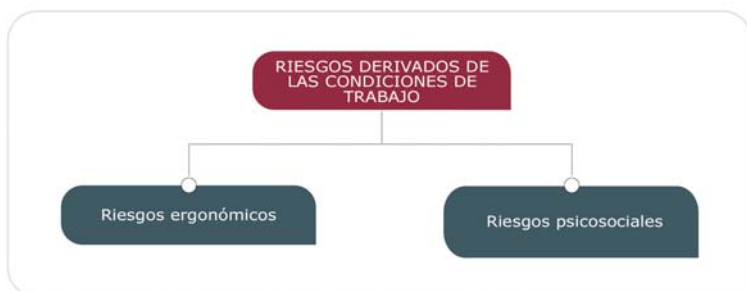 RIESGOS DERIVADOS DE
LAS CONDICIONES DE
TRABAJO
Riesgos ergonómicos
Riesgos psicosociales